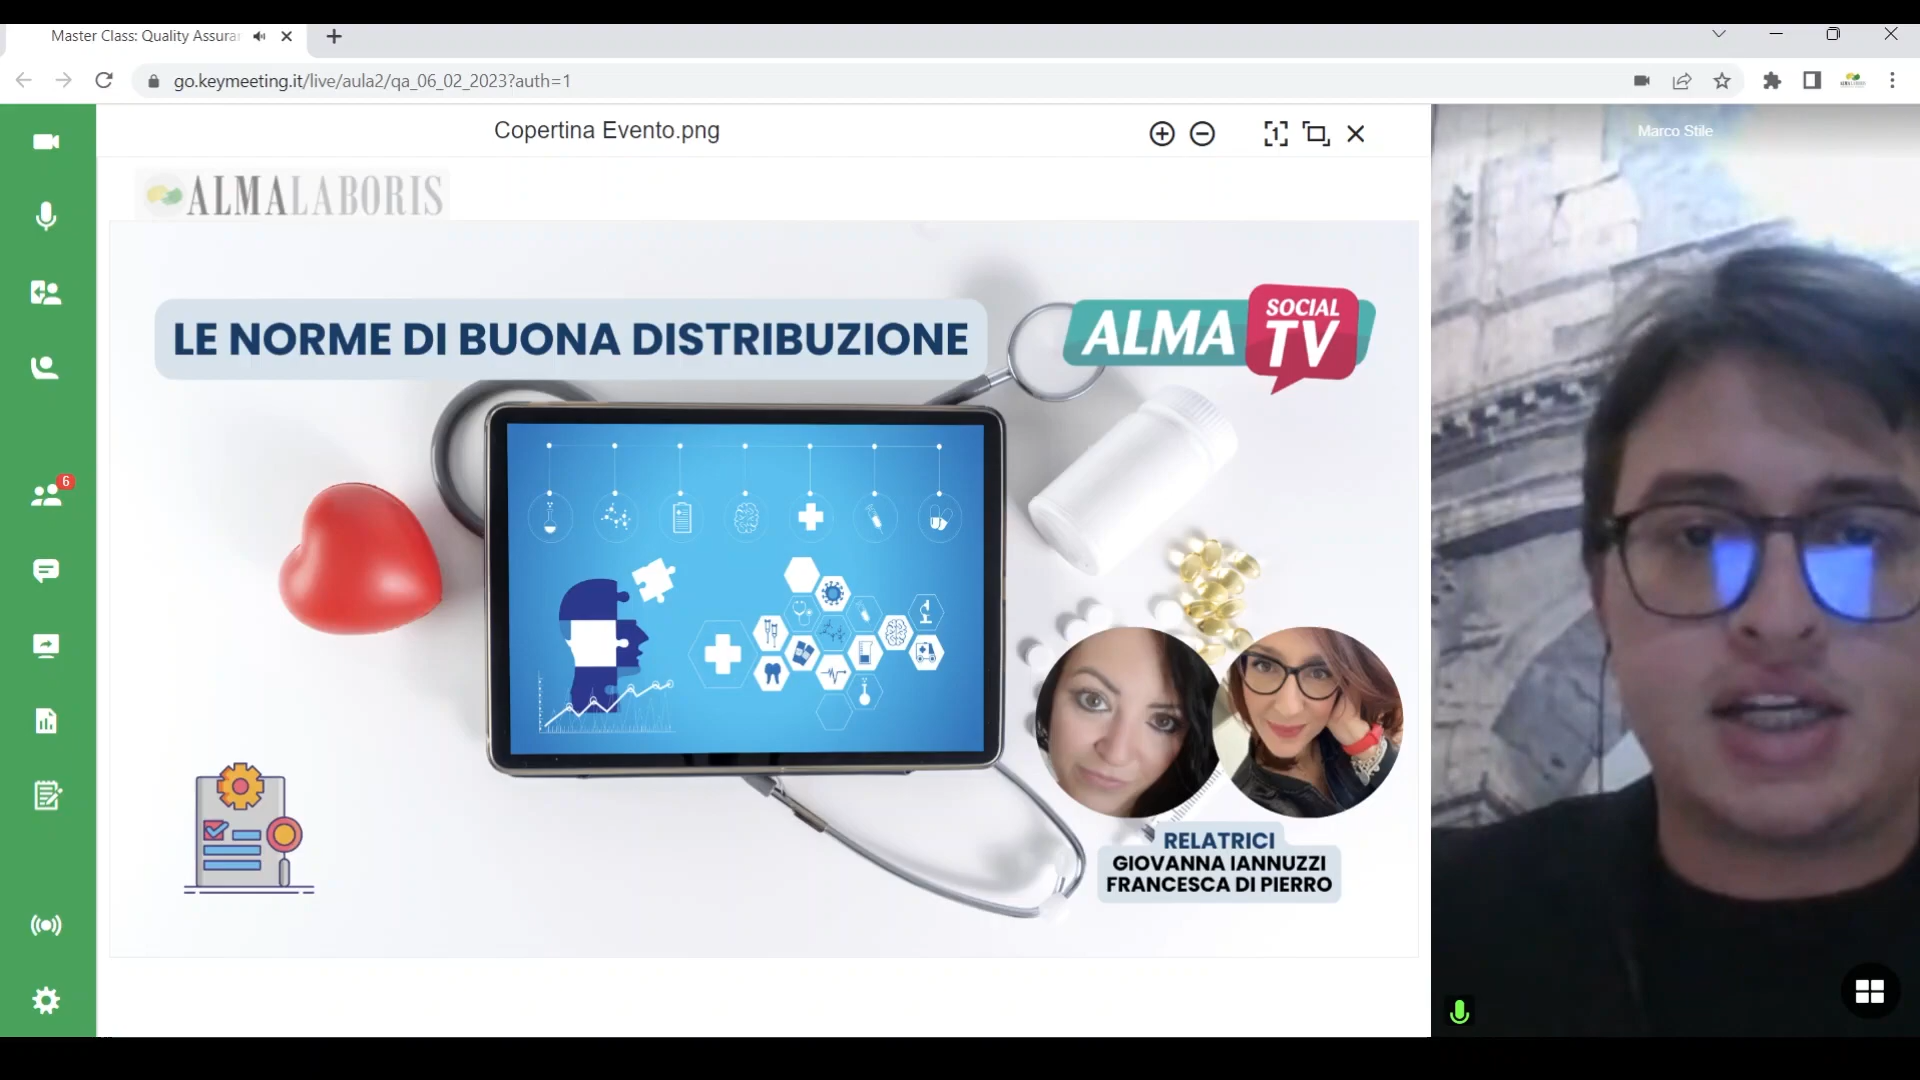 Master Class: Quality Assura
go.keymeeting.it/live/aula2/qa_06_02_2023?auth=1
Copertina Evento.png
1
Marco Stile
ALMALABORIS
LE NORME DI BUONA DISTRIBUZIONE
ALMA
SOCIAL
TV
6
RELATRICI
GIOVANNA IANNUZZI
FRANCESCA DI PIERRO